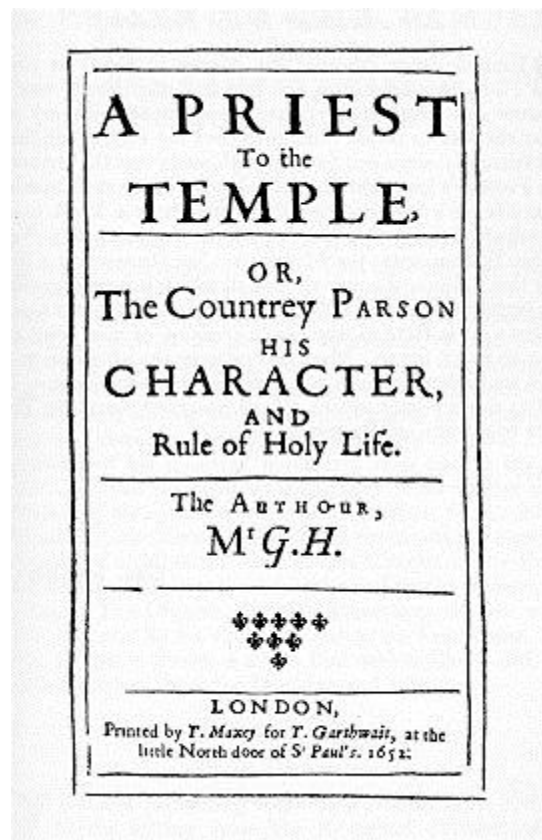 A PRIEST
To the
TEMPLE,
OR,
The Countrey PARSON
HIS
CHARACTER,
AND
Rule of Holy Life.
The AUTHOUR,
Mr G.H.
LONDON,
Printed by T. Maxey for T. Garthwait, at the
little North door of St Paul's. 1652.